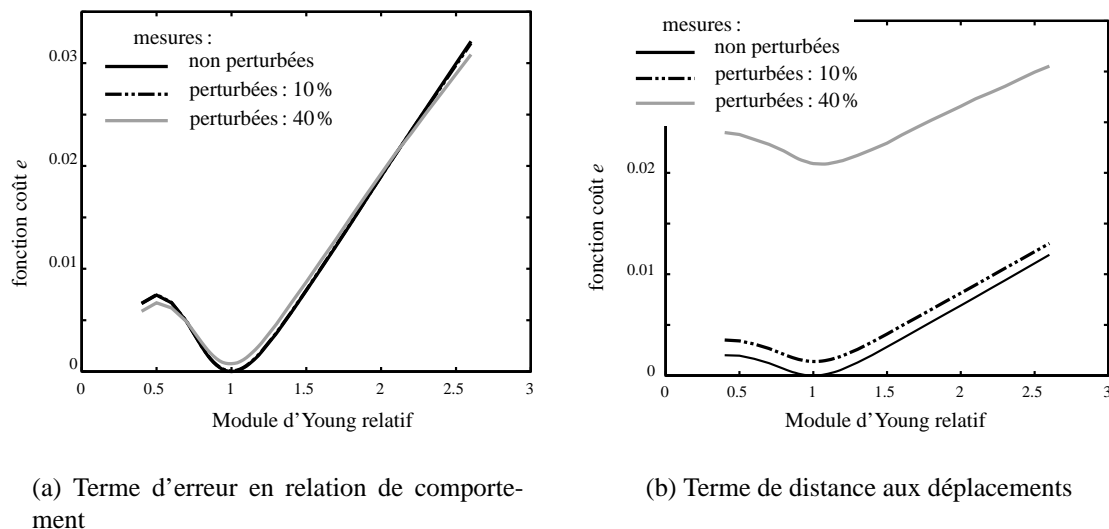 mesures :
non perturbées
perturbées : 10 %
perturbées : 40 %
0.03
0.02
0.01
0
fonction coût e
0
0.5
1
1.5
2
2.5
3
Module d'Young relatif
(a) Terme d'erreur en relation de comporte-
ment
mesures :
non perturbées
perturbées : 10 %
perturbées : 40 %
0.02
0.01
0
fonction coût e
0
0.5
1
1.5
2
2.5
3
Module d'Young relatif
(b) Terme de distance aux déplacements